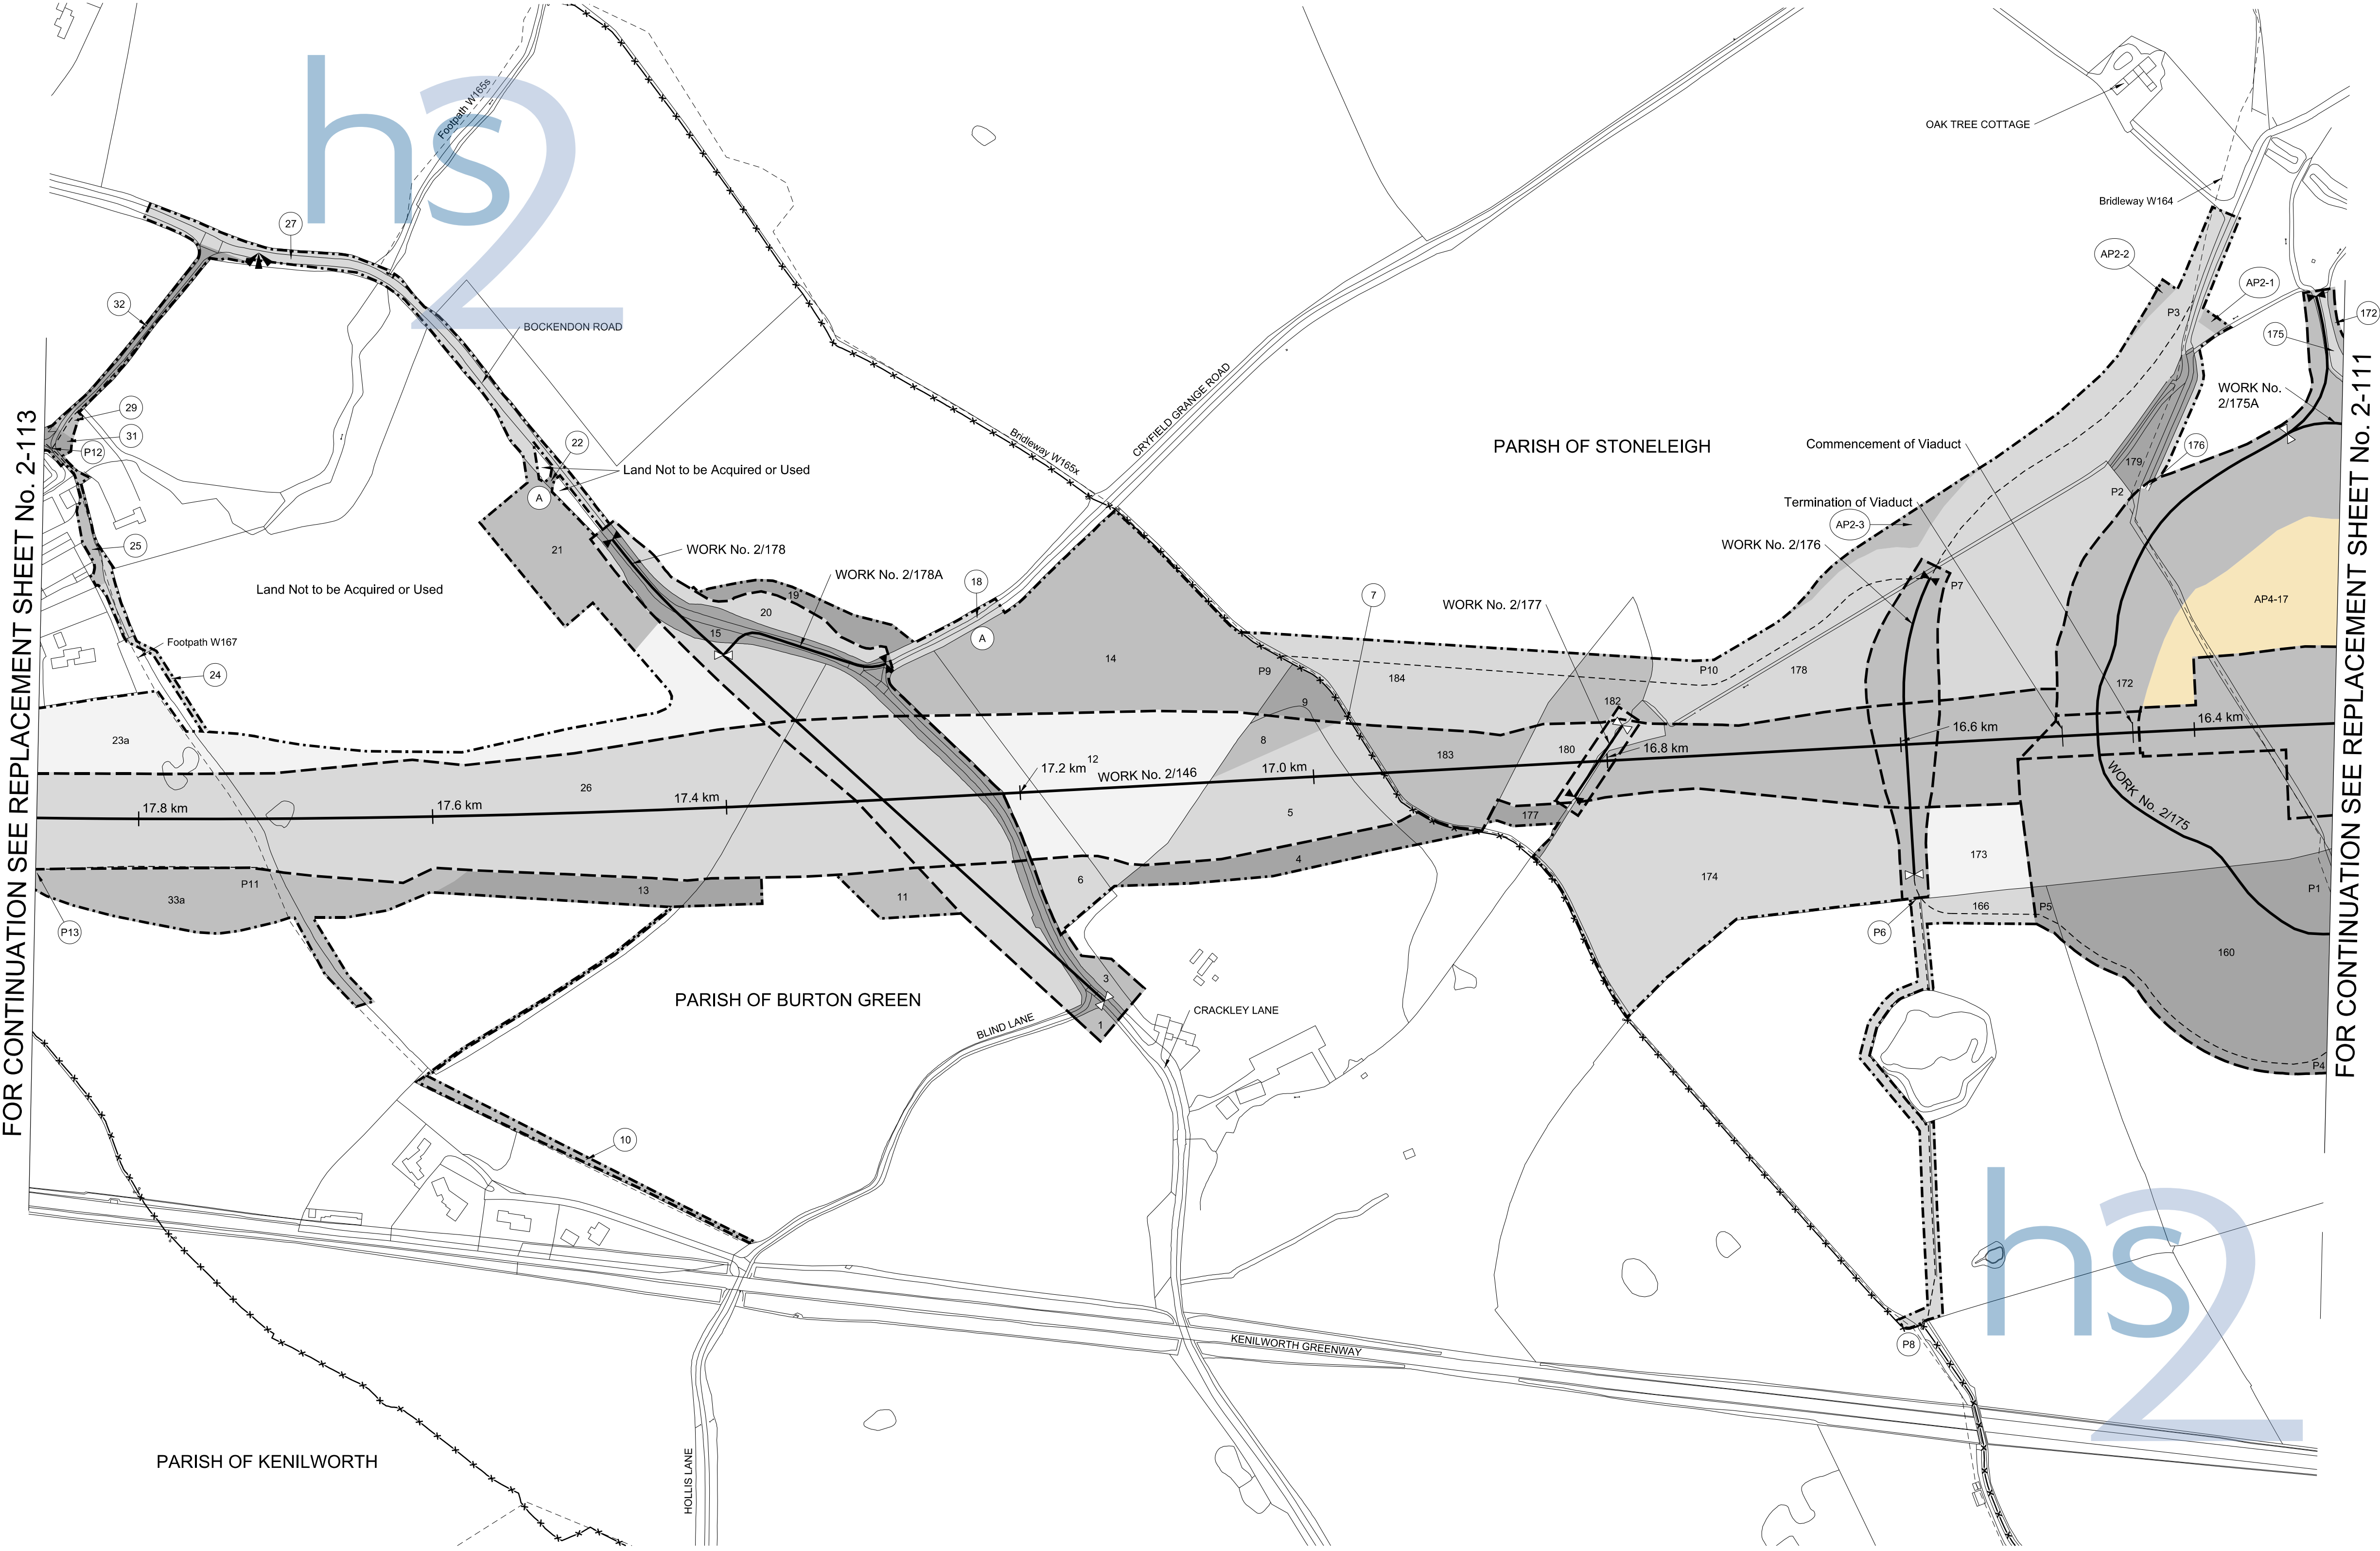 hs2
Footpath W165s
OAK TREE COTTAGE
Bridleway W164
27
AP2-2
AP2-1
32
P3
172
BOCKENDON ROAD
175
CRYFIELD GRANGE ROAD
WORK No.
2/175A
29
31
P12
22
Bridleway W165x
PARISH OF STONELEIGH
Commencement of Viaduct
176
Land Not to be Acquired or Used
179
A
P2
Termination of Viaduct
AP2-3
25
21
WORK No. 2/178
WORK No. 2/176
WORK No. 2/178A
18
P7
Land Not to be Acquired or Used
19
7
AP4-17
20
WORK No. 2/177
15
A
Footpath W167
14
P9
P10
178
24
184
172
9
182
16.4 km
23a
8
180
16.6 km
16.8 km
12
17.2 km
WORK No. 2/146
17.0 km
183
26
17.4 km
17.6 km
17.8 km
WORK No. 2/175
5
177
4
173
6
174
P11
13
P1
33a
11
166
P5
P13
P6
160
3
PARISH OF BURTON GREEN
CRACKLEY LANE
BLIND LANE
1
P4
10
KENILWORTH GREENWAY
P8
HOLLIS LANE
PARISH OF KENILWORTH
hs2
FOR CONTINUATION SEE REPLACEMENT SHEET No. 2-113
FOR CONTINUATION SEE REPLACEMENT SHEET No. 2-111